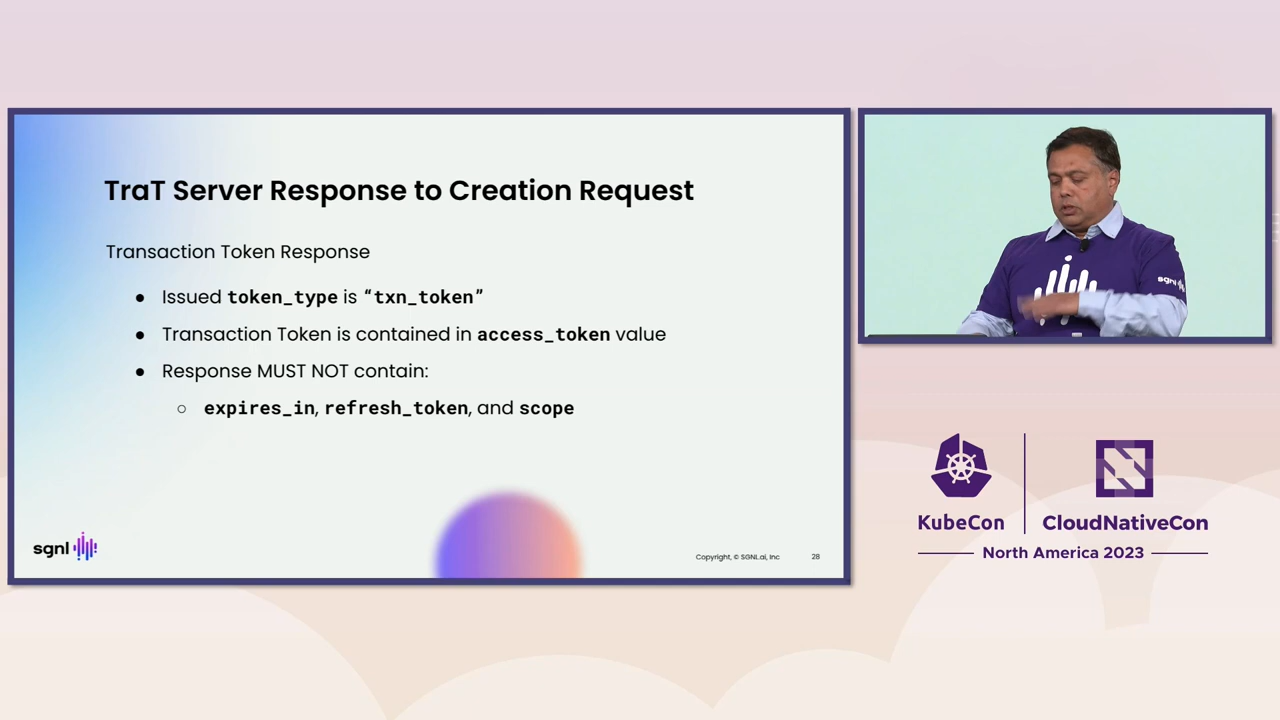 TraT Server Response to Creation Request
Transaction Token Response
● Issued token_type is “txn_token”
● Transaction Token is contained in access_token value
● Response MUST NOT contain:
○ expires_in, refresh_token, and scope
sgnl
Copyright, © SGNL.ai, Inc 28
sgnl
KubeCon
CloudNativeCon
North America 2023